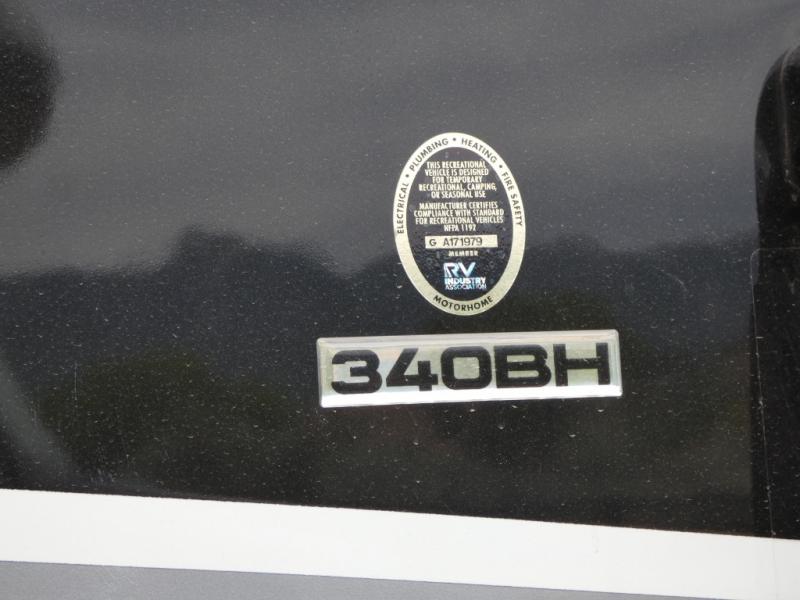 ELECTRICAL • PLUMBING • HEATING • FIRE SAFETY
THIS RECREATIONAL
VEHICLE IS DESIGNED
FOR TEMPORARY
RECREATIONAL, CAMPING,
OR SEASONAL USE
MANUFACTURER CERTIFIES
COMPLIANCE WITH STANDARD
FOR RECREATIONAL VEHICLES
NFPA 1192
G A171979
MEMBER
RV
INDUSTRY
ASSOCIATION
MOTORHOME
340BH